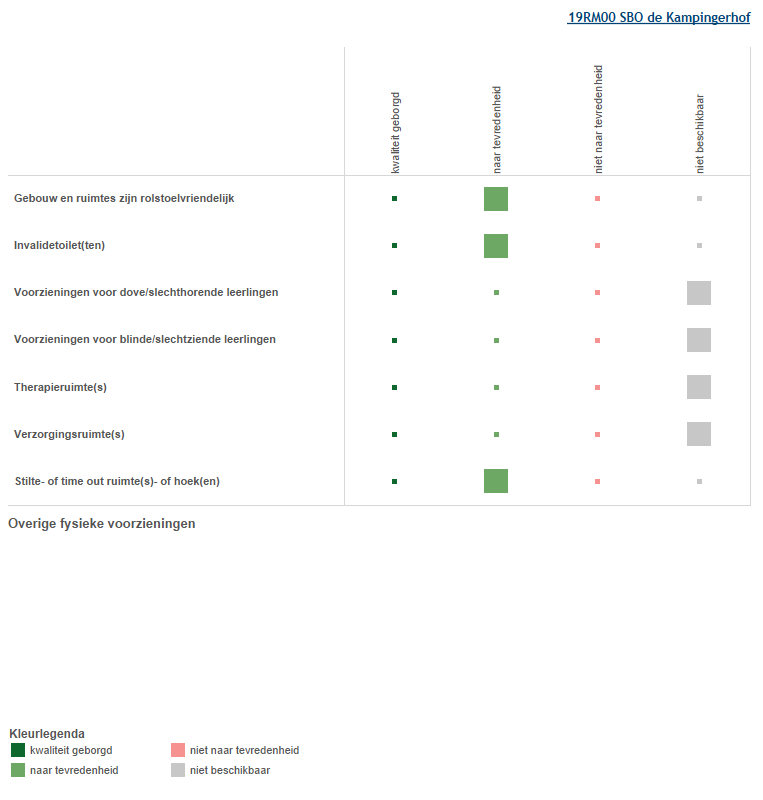 19RM00 SBO de Kampingerhof
kwaliteit geborgd
naar tevredenheid
niet naar tevredenheid
niet beschikbaar
Gebouw en ruimtes zijn rolstoelvriendelijk
Invalidetoilet(ten)
Voorzieningen voor dove/slechthorende leerlingen
Voorzieningen voor blinde/slechtziende leerlingen
Therapieruimte(s)
Verzorgingsruimte(s)
Stilte- of time out ruimte(s)- of hoek(en)
Overige fysieke voorzieningen
Kleurlegenda
kwaliteit geborgd
niet naar tevredenheid
naar tevredenheid
niet beschikbaar